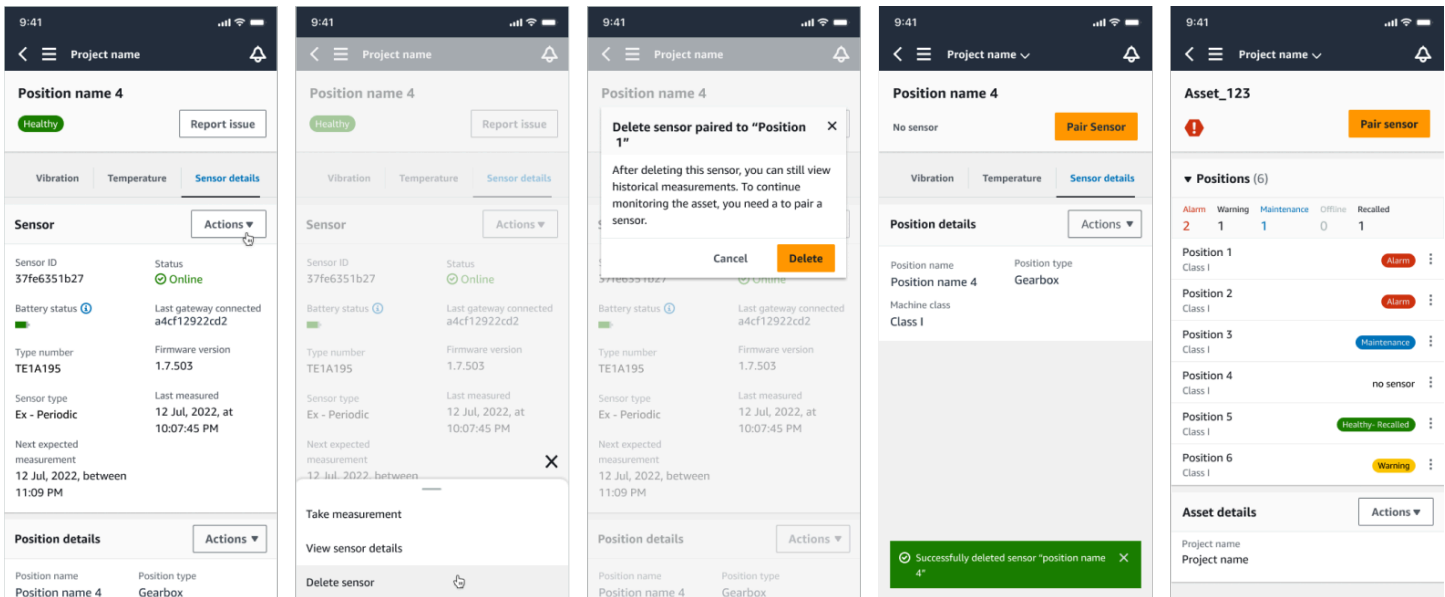 9:41
Project name
Position name 4
Healthy
Report issue
Vibration
Temperature
Sensor details
Sensor
Actions
Sensor ID
37fe6351b27
Status
Online
Battery status
Last gateway connected
a4cf12922cd2
Type number
TE1A195
Firmware version
1.7.503
Sensor type
Ex - Periodic
Last measured
12 Jul, 2022, at
10:07:45 PM
Next expected
measurement
12 Jul, 2022, between
11:09 PM
Position details
Actions
Position name
Position name 4
Position type
Gearbox
9:41
Project name
Position name 4
Healthy
Report issue
Vibration
Temperature
Sensor details
Sensor
Actions
Sensor ID
37fe6351b27
Status
Online
Battery status
Last gateway connected
a4cf12922cd2
Type number
TE1A195
Firmware version
1.7.503
Sensor type
Ex - Periodic
Last measured
12 Jul, 2022, at
10:07:45 PM
Next expected
measurement
12 Jul, 2022, between
Take measurement
View sensor details
Delete sensor
9:41
Project name
Position name 4
Delete sensor paired to “Position
1”
After deleting this sensor, you can still view
historical measurements. To continue
monitoring the asset, you need a to pair a
sensor.
Cancel
Delete
37fe6351b27
Online
Battery status
Last gateway connected
a4cf12922cd2
Type number
TE1A195
Firmware version
1.7.503
Sensor type
Ex - Periodic
Last measured
12 Jul, 2022, at
10:07:45 PM
Next expected
measurement
12 Jul, 2022, between
11:09 PM
Position details
Actions
Position name
Position name 4
Position type
Gearbox
9:41
Project name
Position name 4
No sensor
Pair Sensor
Vibration
Temperature
Sensor details
Position details
Actions
Position name
Position name 4
Position type
Gearbox
Machine class
Class I
Successfully deleted sensor “position name
4”
9:41
Project name
Asset_123
Pair sensor
Positions (6)
Alarm Warning Maintenance Offline Recalled
2 1 1 0 1
Position 1
Class I
Alarm
Position 2
Class I
Alarm
Position 3
Class I
Maintenance
Position 4
Class I
no sensor
Position 5
Class I
Healthy- Recalled
Position 6
Class I
Warning
Asset details
Actions
Project name
Project name